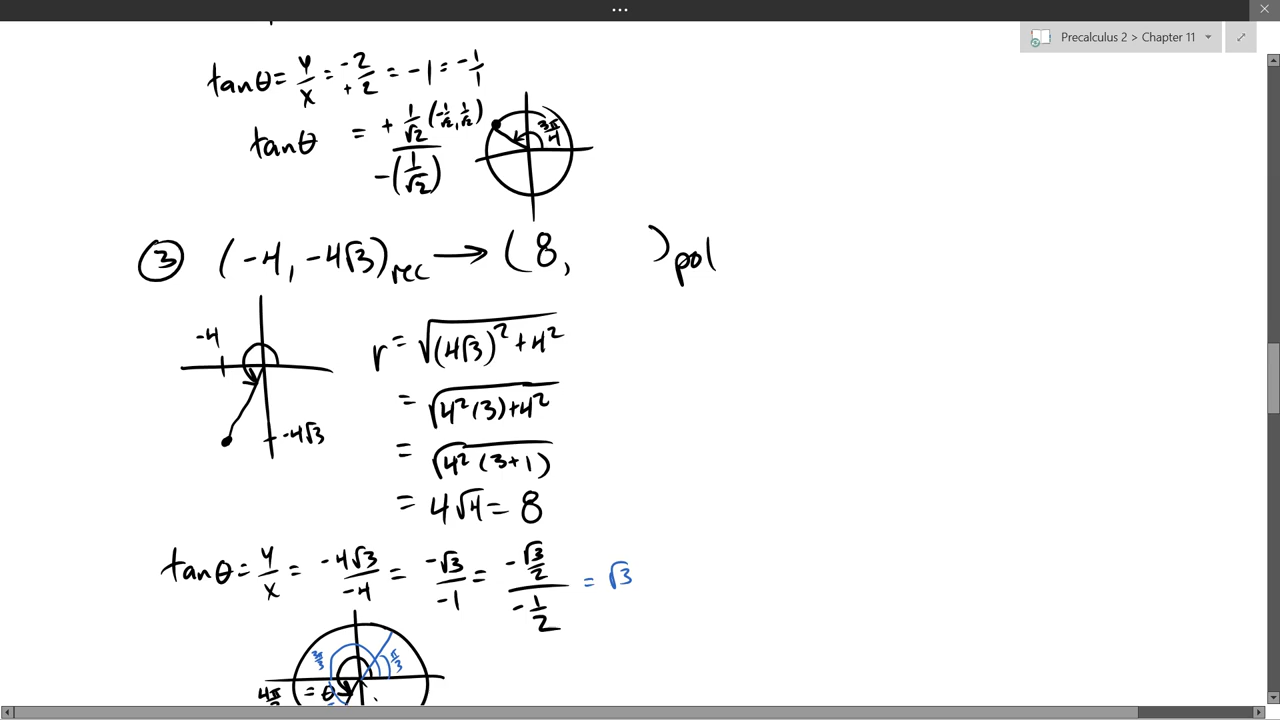 Precalculus 2 > Chapter 11
tanθ = y/x = -2/+2 = -1 = -1/1
tanθ = +1/√2 / -(1/√2)
(-1/√2, 1/√2)
3π/4
③ (-4, -4√3)rec → (8, )pol
-4
-4√3
r = √((4√3)² + 4²)
= √(4²(3) + 4²)
= √(4²(3+1))
= 4√4 = 8
tanθ = y/x = -4√3/-4 = -√3/-1 = -√3/2 / -1/2 = √3
π/3
= θ